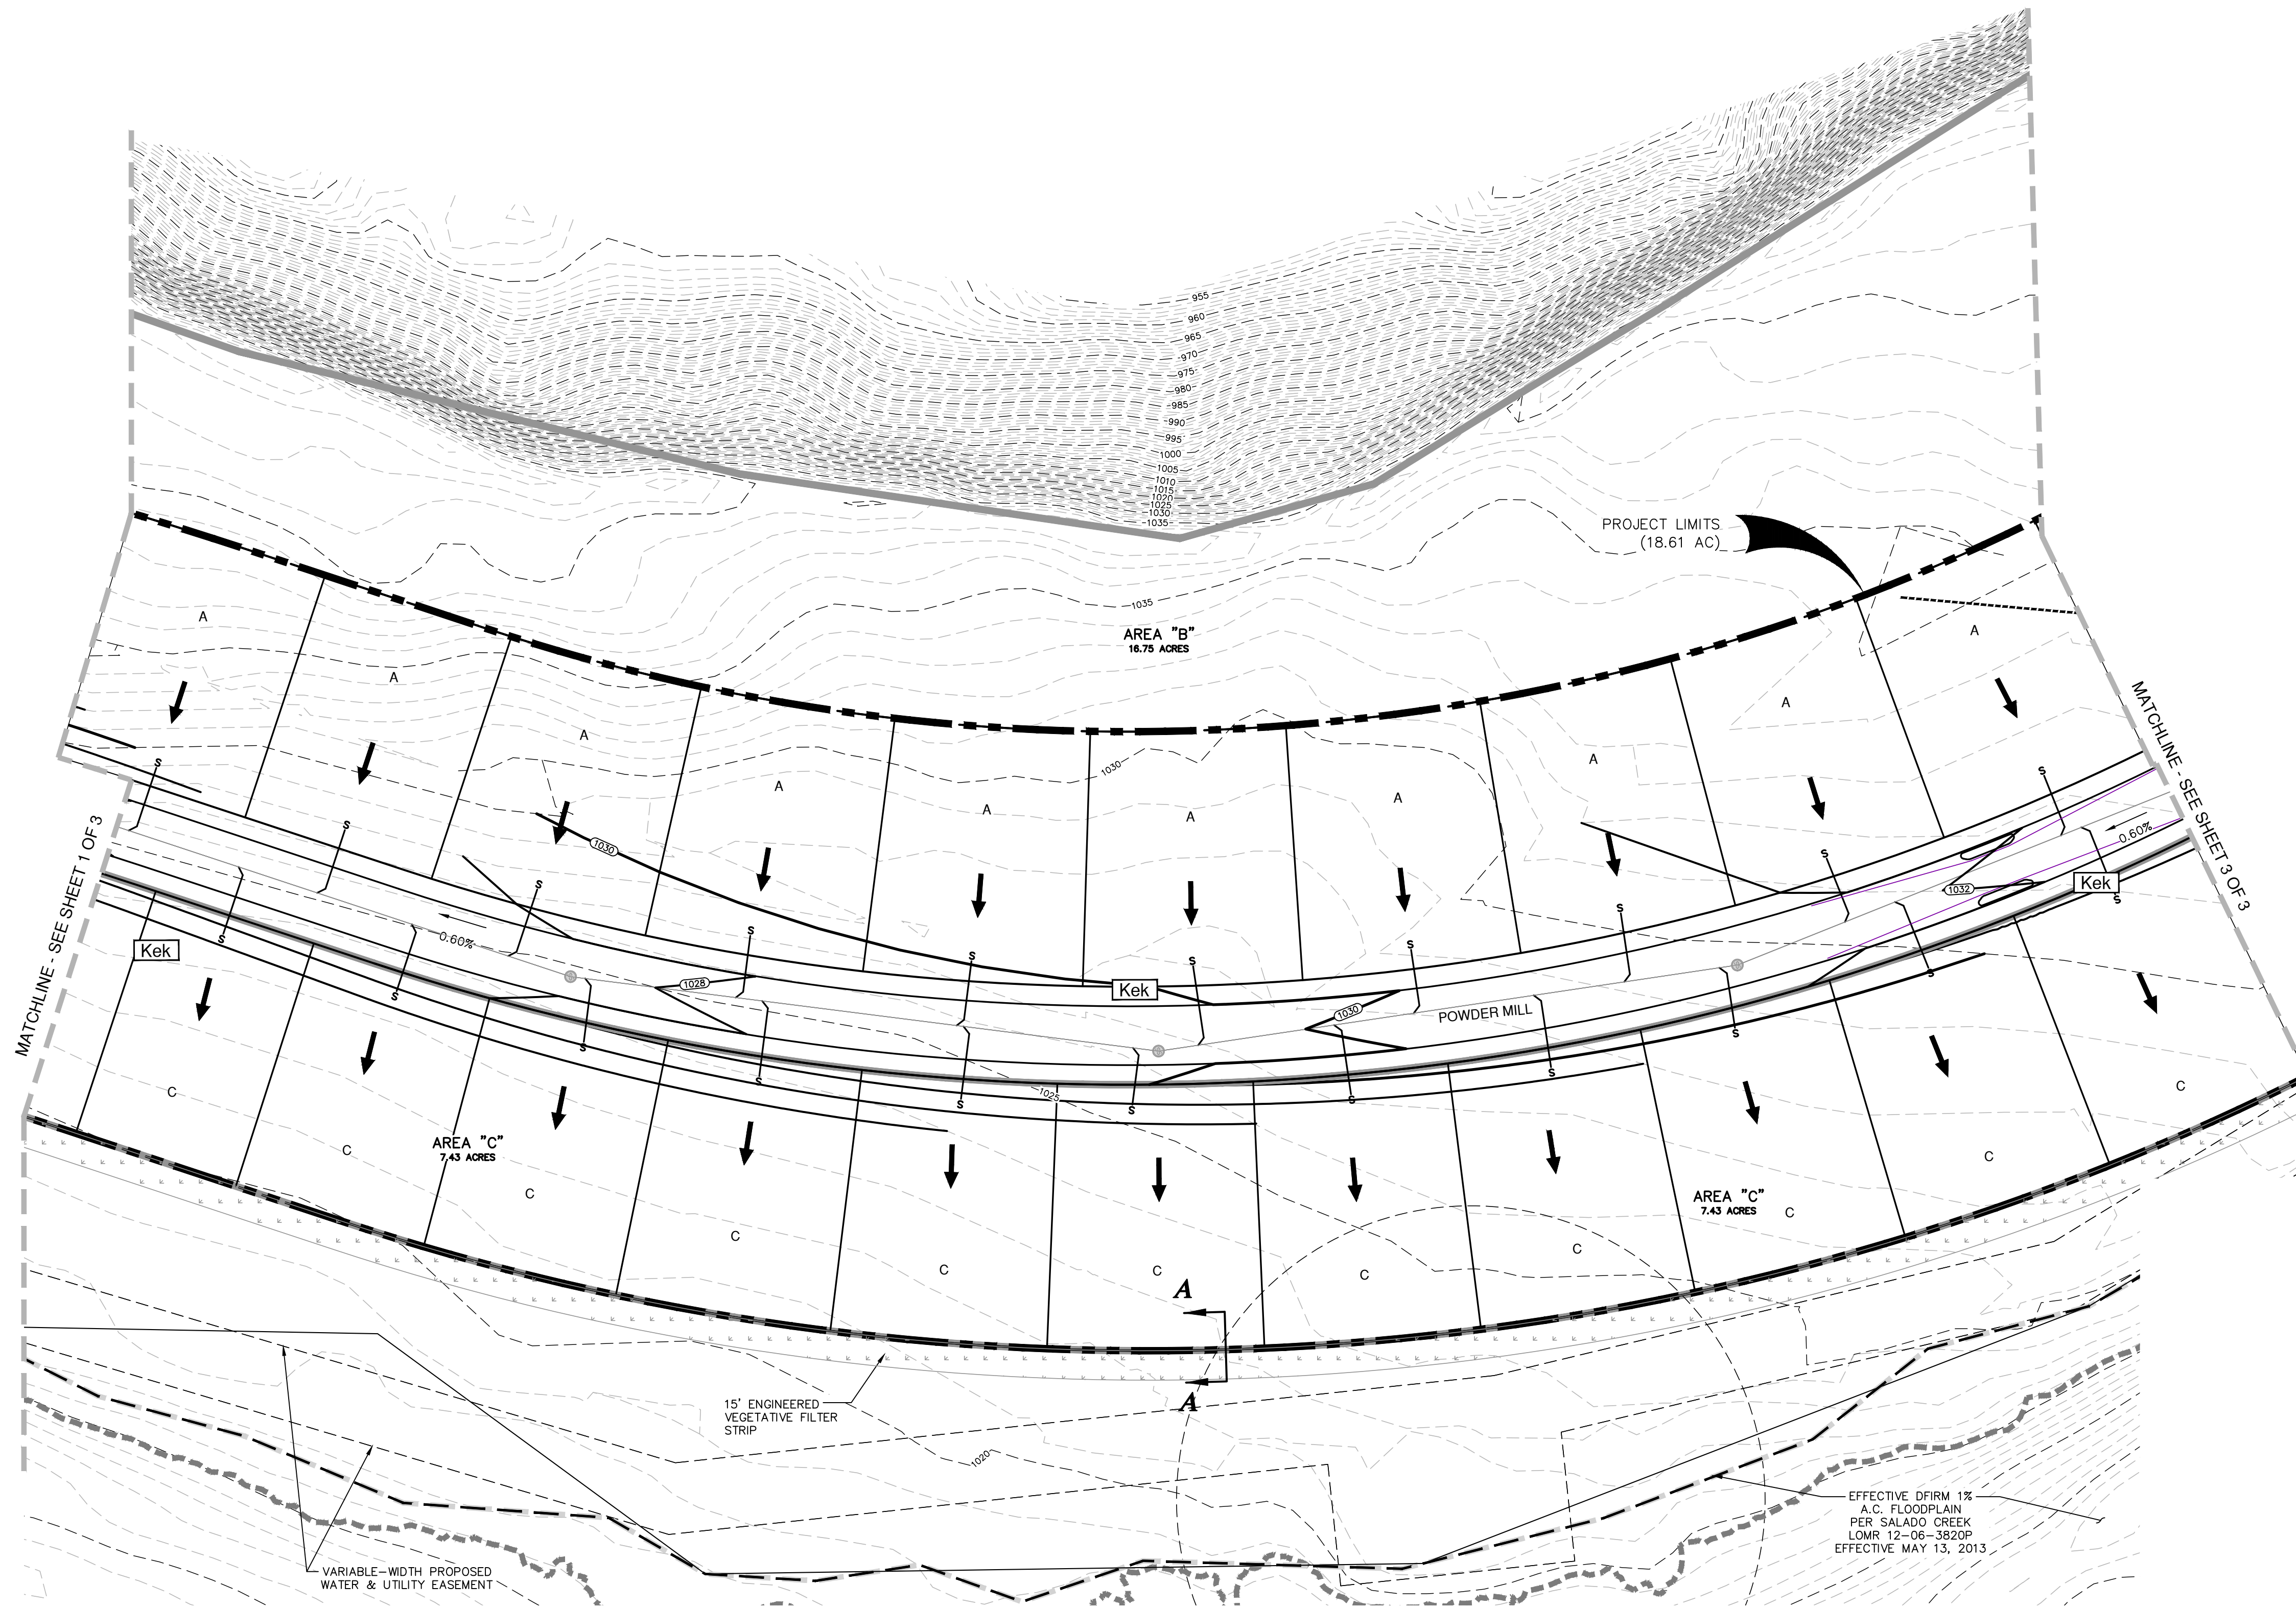 955
960
965
970
975
980
985
990
995
1000
1005
1010
1015
1020
1025
1030
1035
PROJECT LIMITS
(18.61 AC)
1035
AREA "B"
16.75 ACRES
A
A
A
A
A
A
A
A
A
A
MATCHLINE - SEE SHEET 3 OF 3
MATCHLINE - SEE SHEET 1 OF 3
1030
1030
S
S
S
S
S
S
S
S
S
S
0.60%
0.60%
1032
Kek
Kek
Kek
1028
1030
POWDER MILL
S
S
S
S
S
S
S
S
S
S
S
1025
AREA "C"
7.43 ACRES
AREA "C"
7.43 ACRES
C
C
C
C
C
C
C
C
C
C
C
A
A
15' ENGINEERED
VEGETATIVE FILTER
STRIP
1020
VARIABLE-WIDTH PROPOSED
WATER & UTILITY EASEMENT
EFFECTIVE DFIRM 1%
A.C. FLOODPLAIN
PER SALADO CREEK
LOMR 12-06-3820P
EFFECTIVE MAY 13, 2013